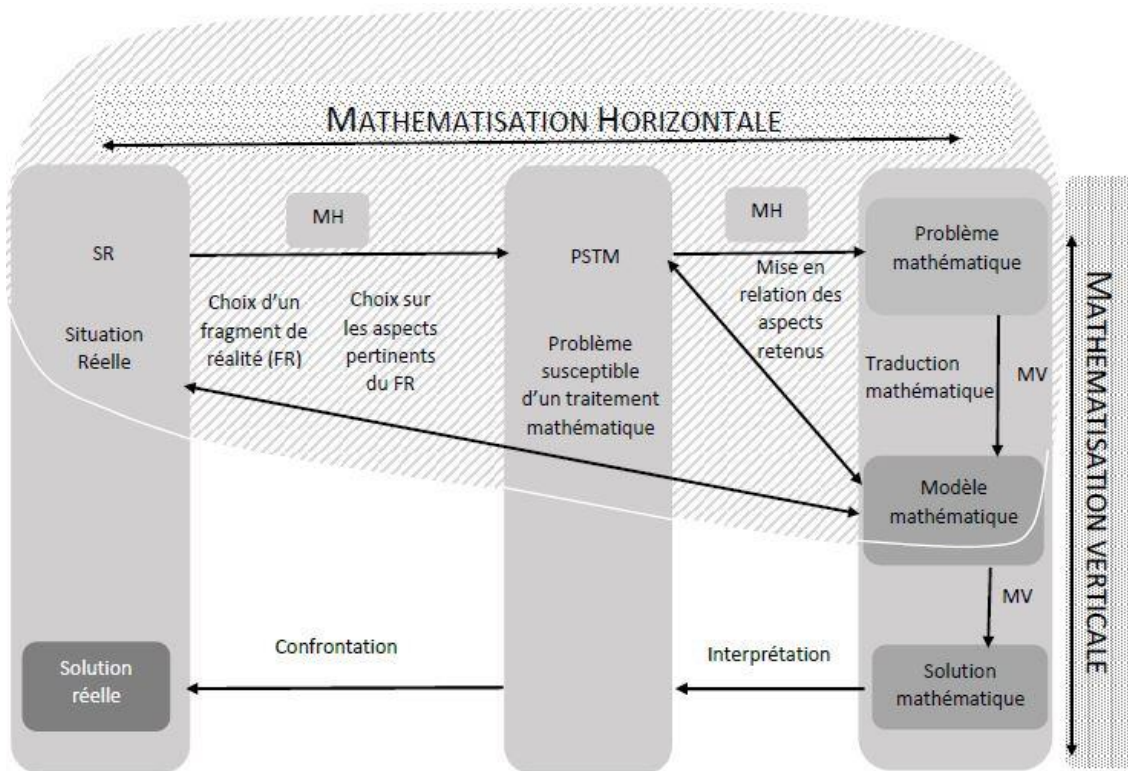 MATHEMATISATION HORIZONTALE
MH
MH
SR
Situation
Réelle
Choix d'un
fragment de
réalité (FR)
Choix sur
les aspects
pertinents
du FR
PSTM
Problème
susceptible
d'un traitement
mathématique
Mise en
relation des
aspects
retenus
Problème
mathématique
Traduction
mathématique
MV
Modèle
mathématique
MV
MATHEMATISATION VERTICALE
Solution
réelle
Confrontation
Interprétation
Solution
mathématique